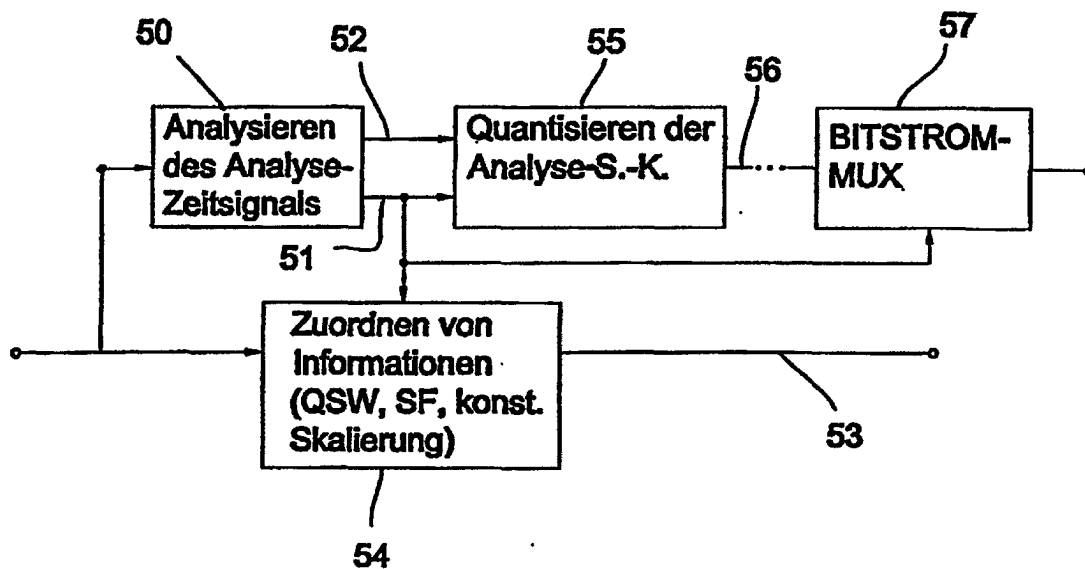 50
52
55
56
57
Analysieren
des Analyse-
Zeitsignals
Quantisieren der
Analyse-S.-K.
BITSTROM-
MUX
51
Zuordnen von
Informationen
(QSW, SF, konst.
Skalierung)
53
54